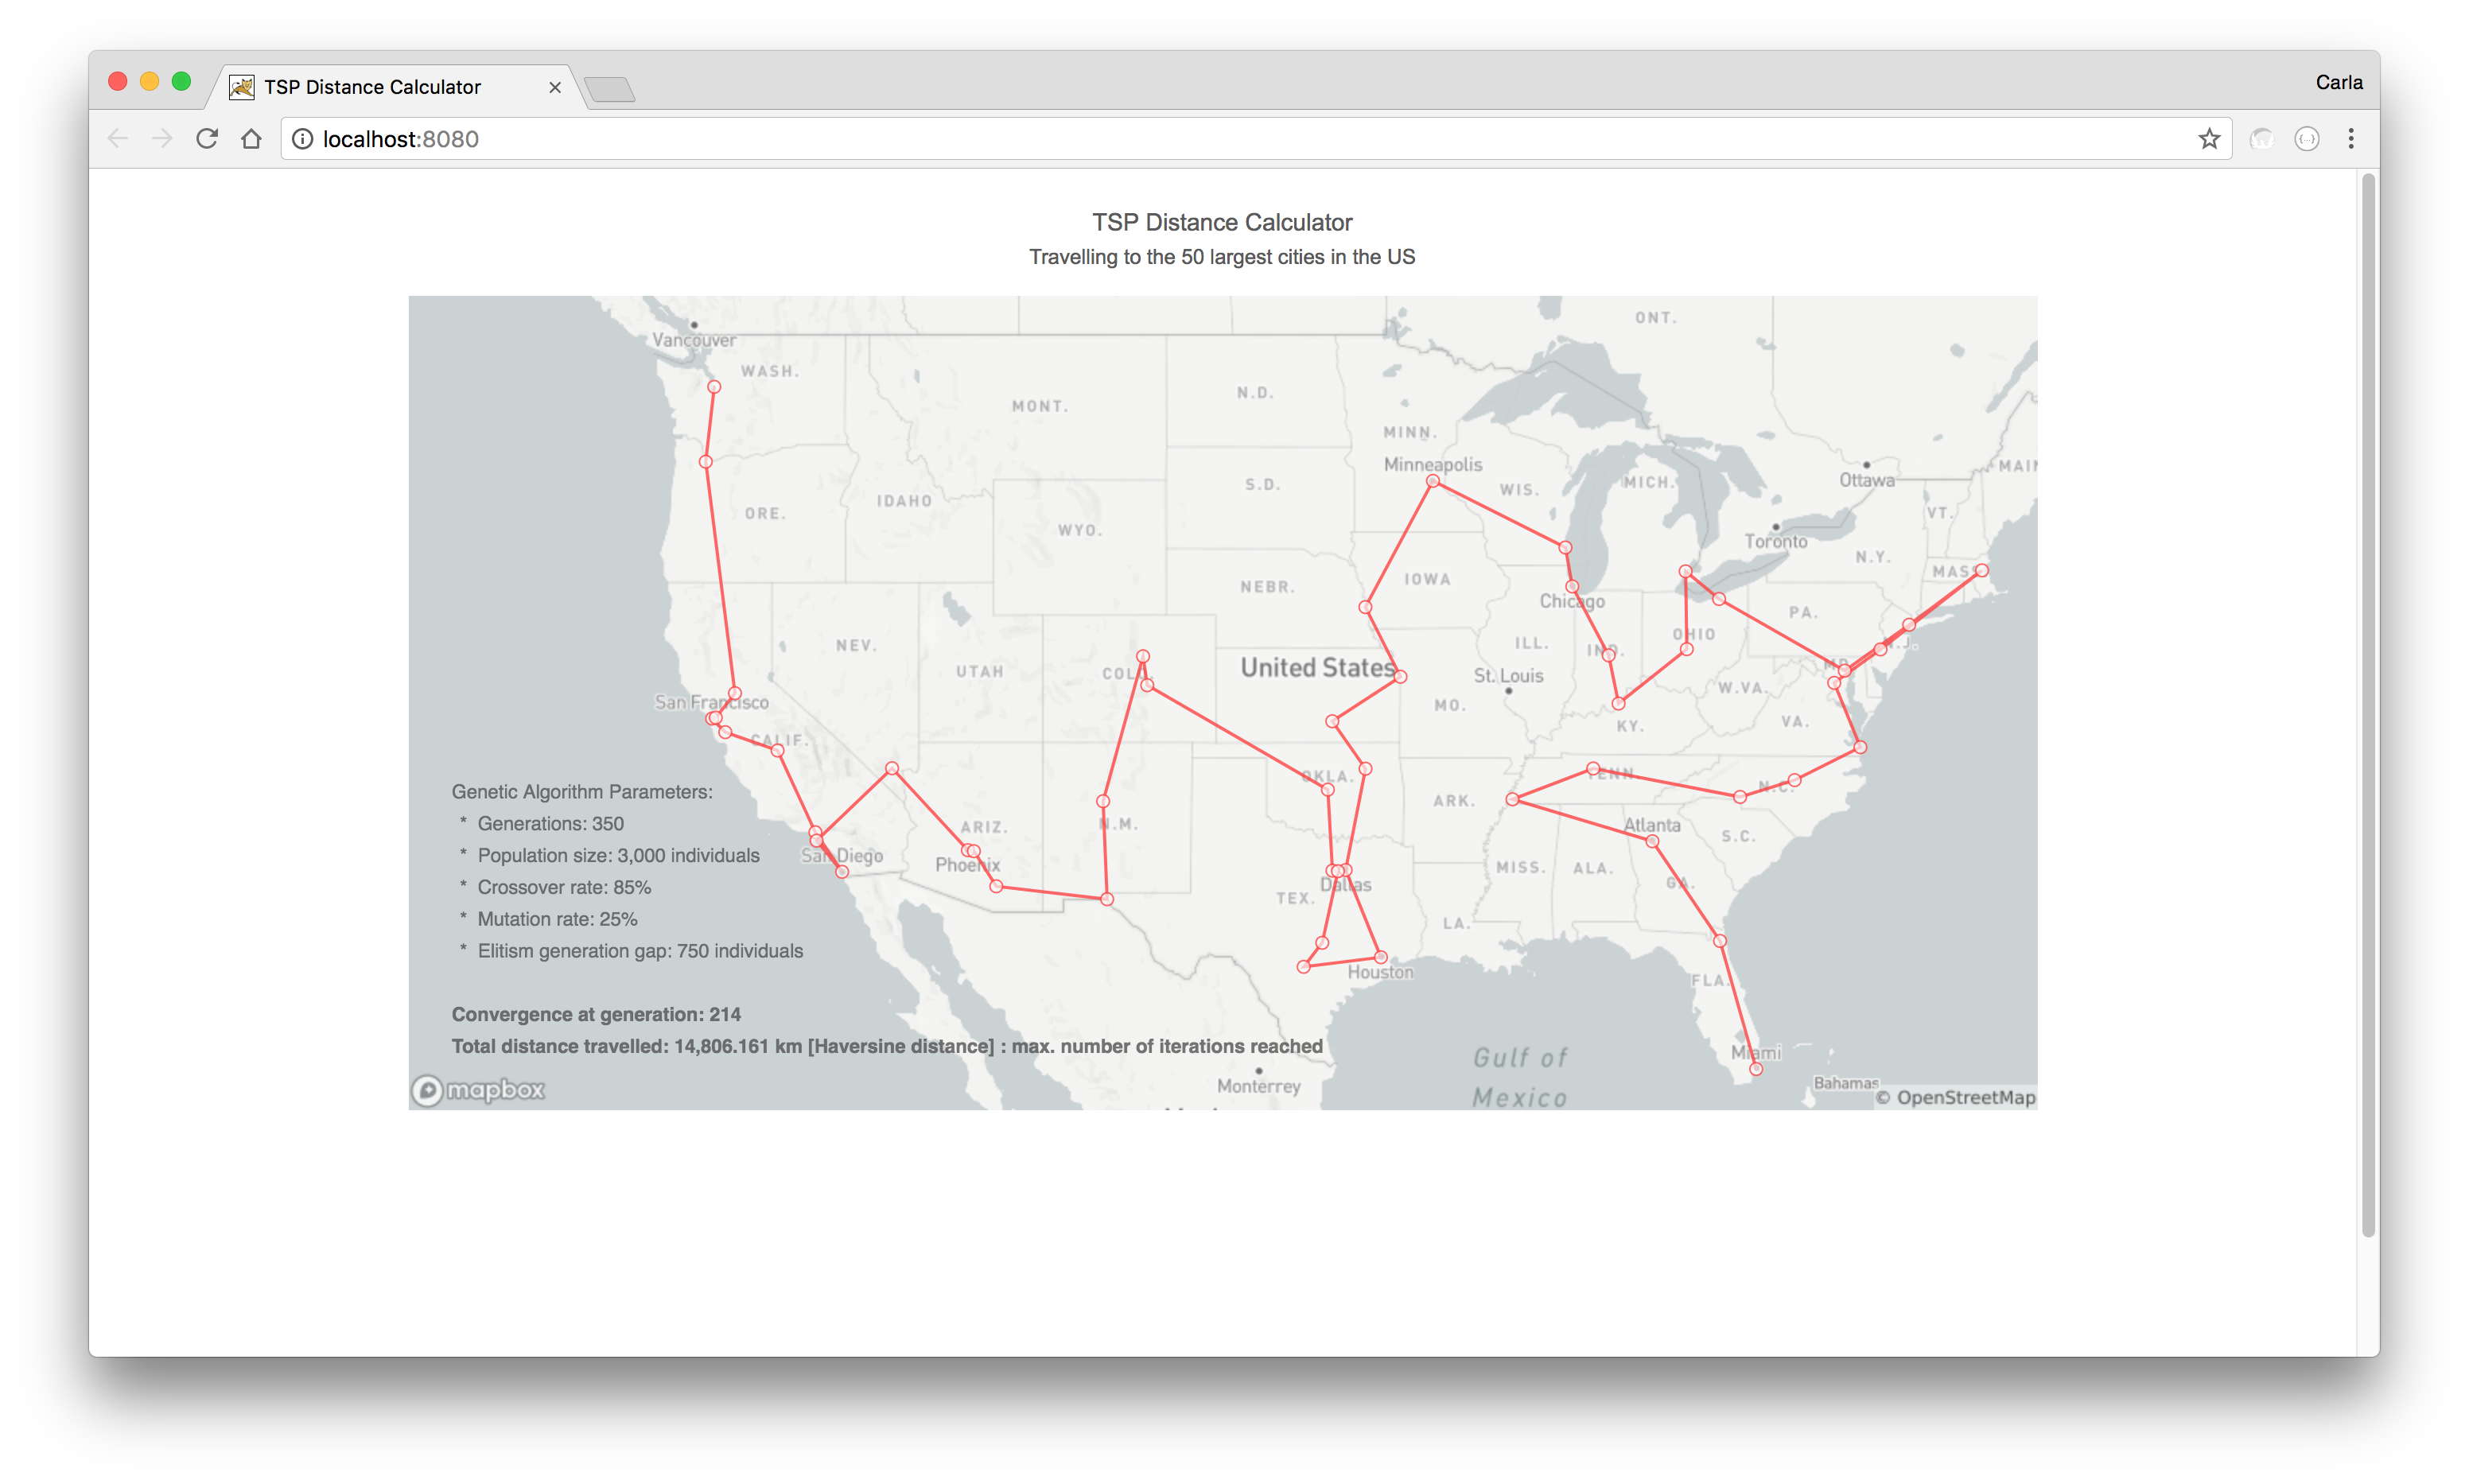 TSP Distance Calculator
Carla
localhost:8080
TSP Distance Calculator
Travelling to the 50 largest cities in the US
ONT.
Vancouver
WASH.
MONT.
N.D.
MINN.
Minneapolis
MAIN
Ottawa
S.D.
WIS.
MICH.
IDAHO
ORE.
WYO.
VT.
Toronto
N.Y.
MASS
NEBR.
IOWA
Chicago
PA.
OHIO
NEV.
ILL.
IND.
N.J.
MD.
UTAH
COLO.
United States
St. Louis
W.VA.
San Francisco
MO.
KY.
VA.
CALIF.
OKLA.
TENN.
N.C.
Genetic Algorithm Parameters:
* Generations: 350
* Population size: 3,000 individuals
* Crossover rate: 85%
* Mutation rate: 25%
* Elitism generation gap: 750 individuals
ARK.
ARIZ.
N.M.
Atlanta
S.C.
San Diego
Phoenix
MISS.
ALA.
GA.
Dallas
TEX.
LA.
Houston
FLA.
Convergence at generation: 214
Total distance travelled: 14,806.161 km [Haversine distance] : max. number of iterations reached
Gulf of
Mexico
Miami
Monterrey
Bahamas
mapbox
© OpenStreetMap